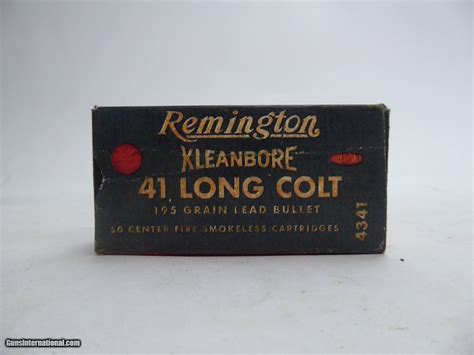 Remington
KLEANBORE
41 LONG COLT
195 GRAIN LEAD BULLET
50 CENTER FIRE SMOKELESS CARTRIDGES
4341
GunsInternational.com